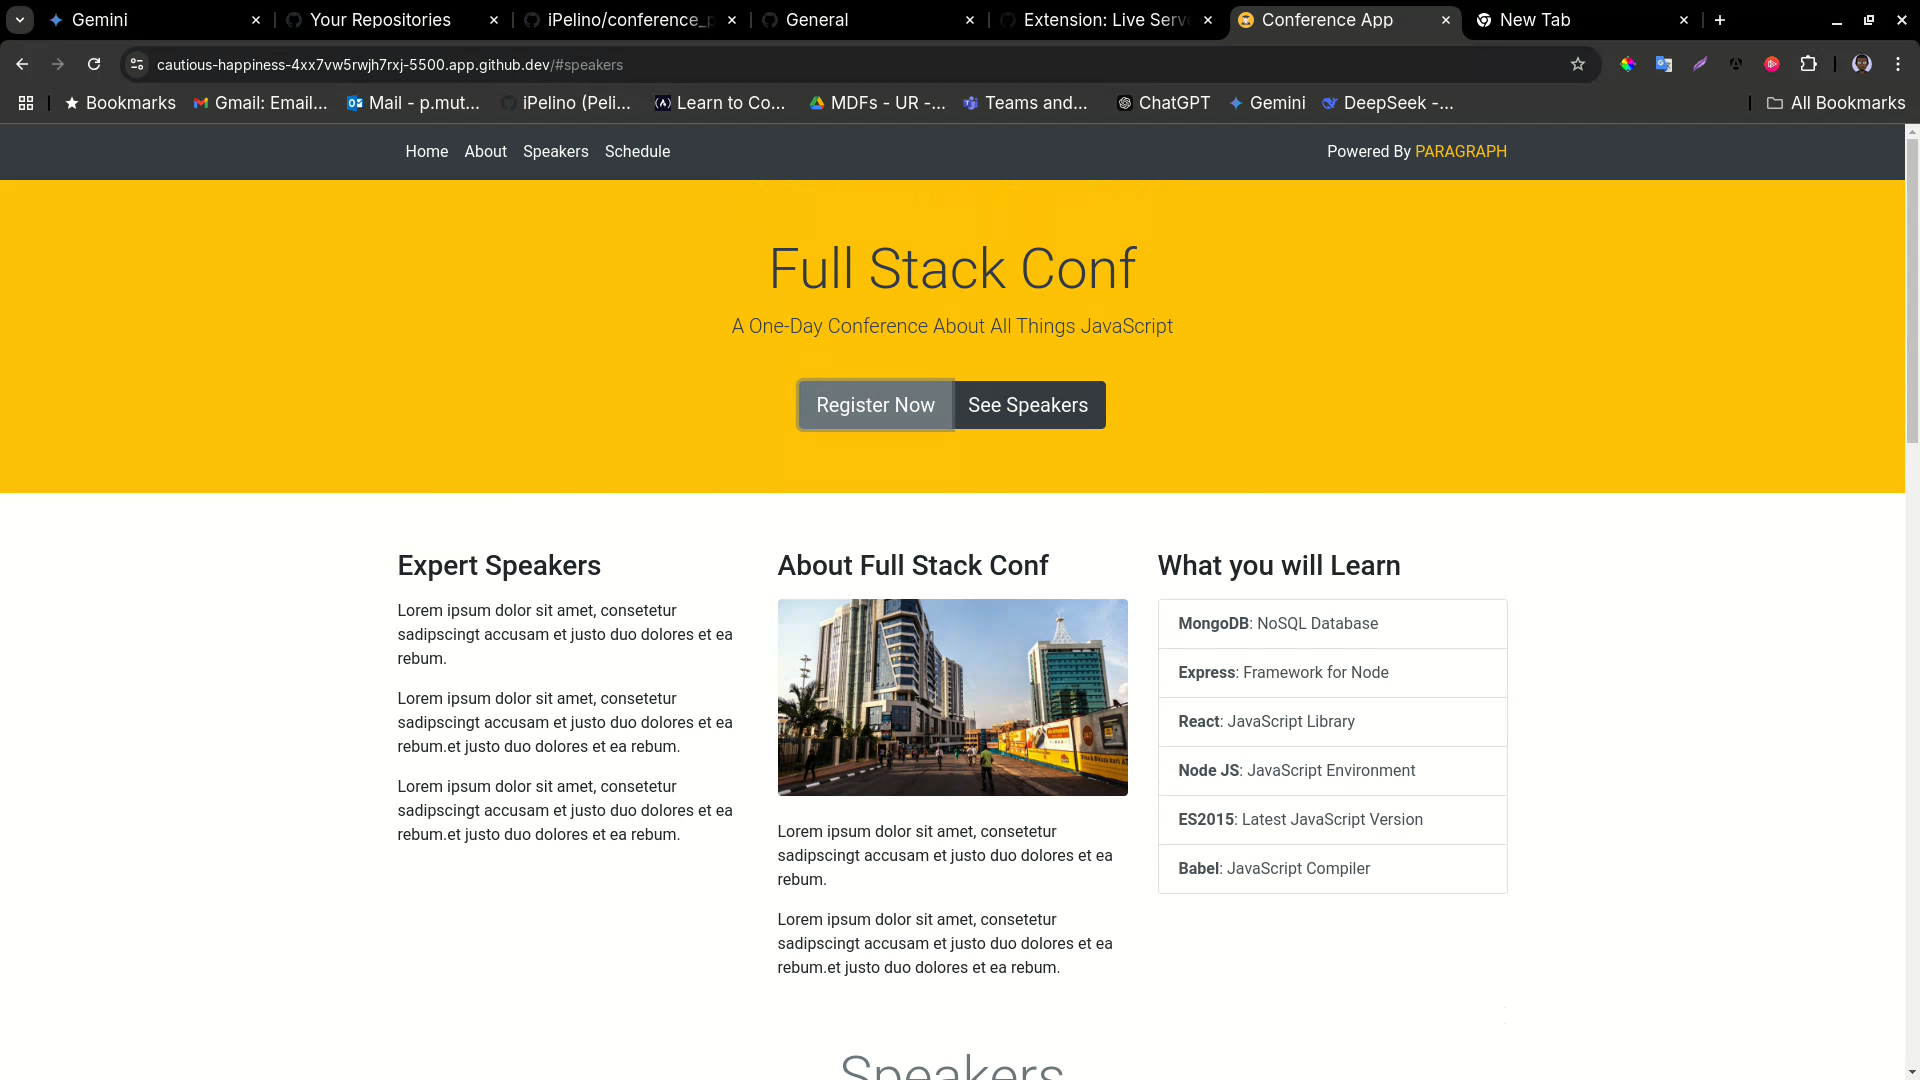 Gemini
Your Repositories
iPelino/conference_p
General
Extension: Live Serve
Conference App
New Tab
cautious-happiness-4xx7vw5rwjh7rxj-5500.app.github.dev/#speakers
Bookmarks
Gmail: Email...
Mail - p.mut...
iPelino (Peli...
Learn to Co...
MDFs - UR -...
Teams and...
ChatGPT
Gemini
DeepSeek -...
All Bookmarks
Home About Speakers Schedule
Powered By PARAGRAPH
Full Stack Conf
A One-Day Conference About All Things JavaScript
Register Now
See Speakers
Expert Speakers
Lorem ipsum dolor sit amet, consetetur
sadipscingt accusam et justo duo dolores et ea
rebum.
Lorem ipsum dolor sit amet, consetetur
sadipscingt accusam et justo duo dolores et ea
rebum.et justo duo dolores et ea rebum.
Lorem ipsum dolor sit amet, consetetur
sadipscingt accusam et justo duo dolores et ea
rebum.et justo duo dolores et ea rebum.
About Full Stack Conf
Lorem ipsum dolor sit amet, consetetur
sadipscingt accusam et justo duo dolores et ea
rebum.
Lorem ipsum dolor sit amet, consetetur
sadipscingt accusam et justo duo dolores et ea
rebum.et justo duo dolores et ea rebum.
What you will Learn
MongoDB: NoSQL Database
Express: Framework for Node
React: JavaScript Library
Node JS: JavaScript Environment
ES2015: Latest JavaScript Version
Babel: JavaScript Compiler
Speakers